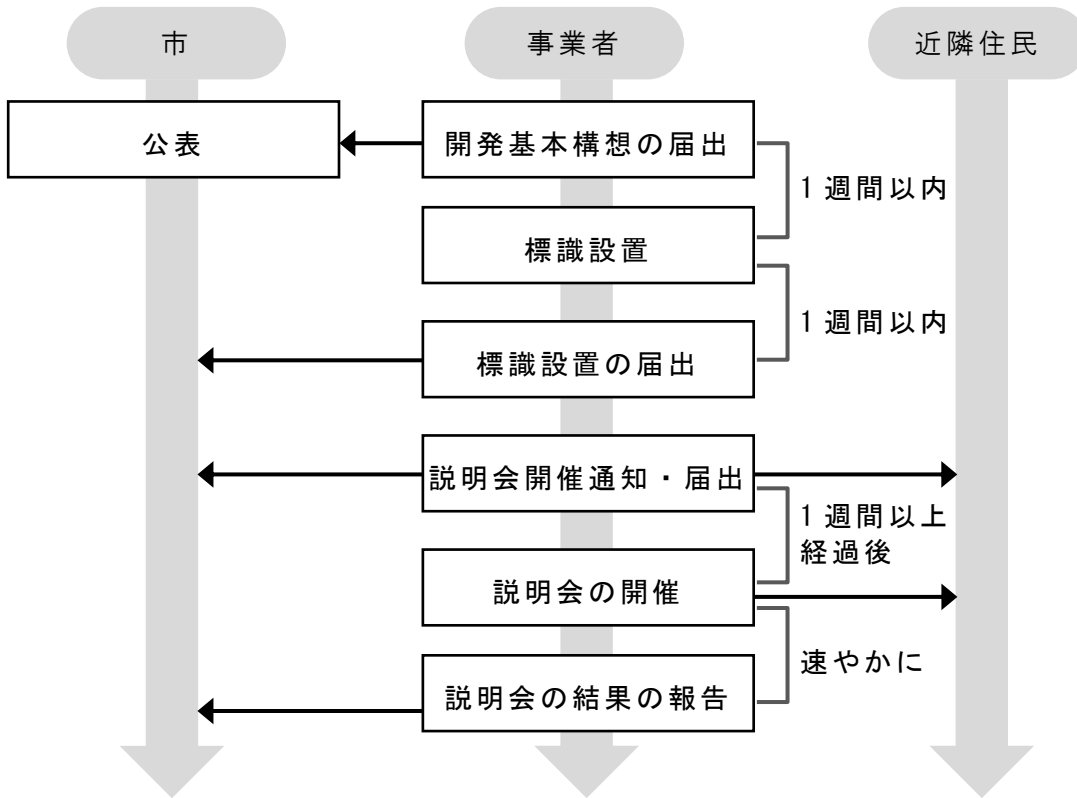 市
事業者
近隣住民
公表
開発基本構想の届出
1週間以内
標識設置
1週間以内
標識設置の届出
説明会開催通知・届出
1週間以上
経過後
説明会の開催
速やかに
説明会の結果の報告